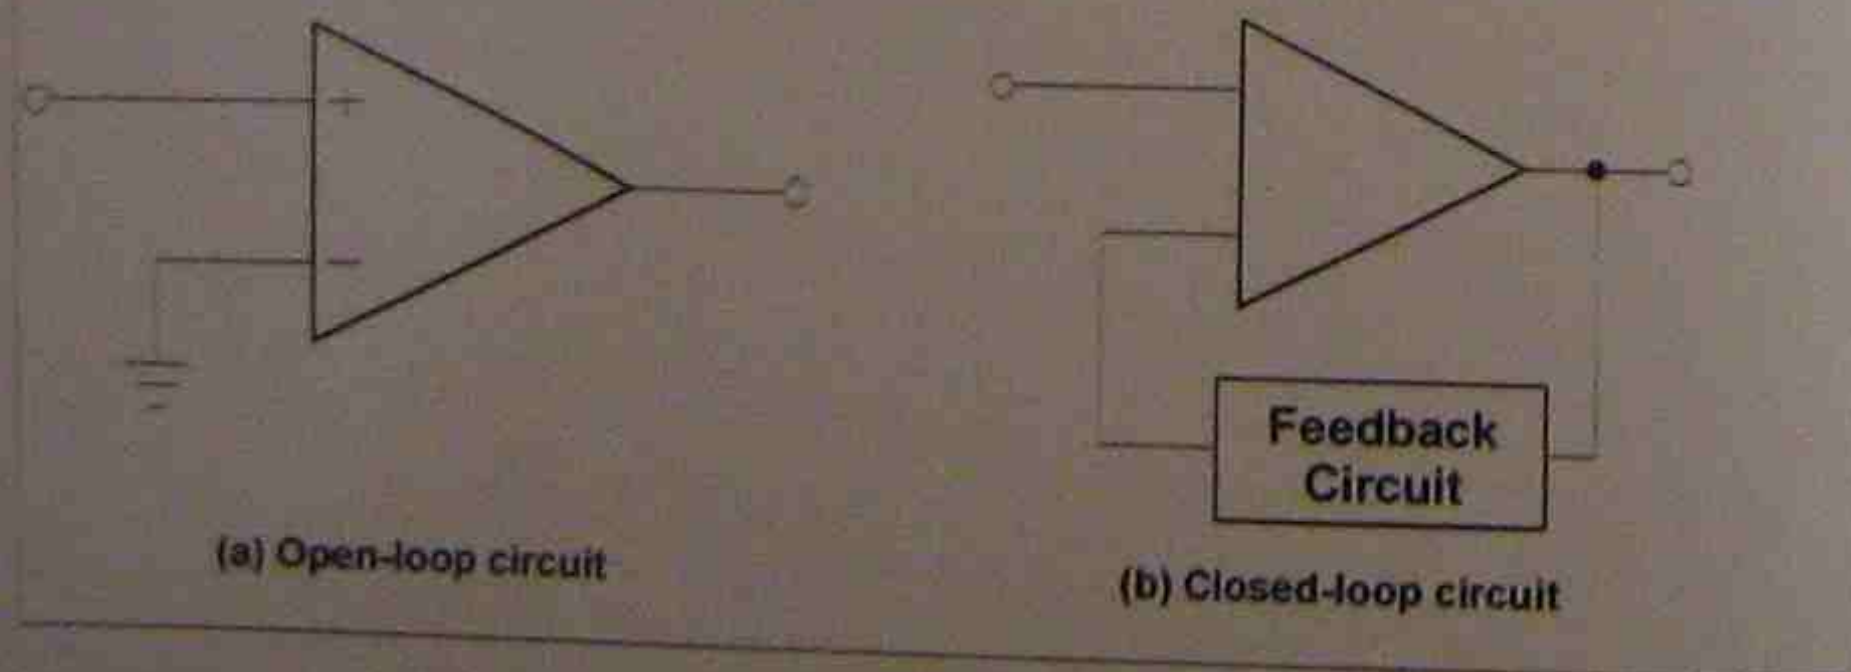 +
−
Feedback
Circuit
(a) Open-loop circuit
(b) Closed-loop circuit